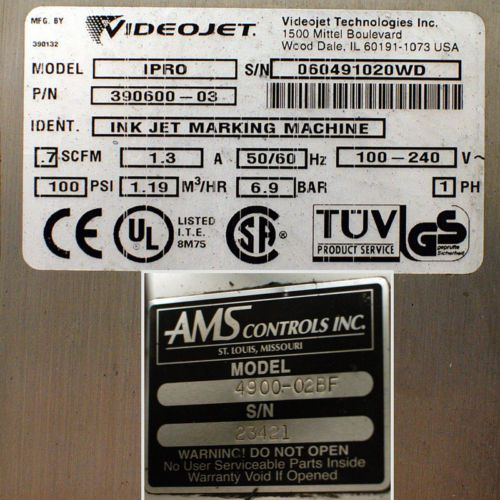 MFG. BY
390132
VIDEOJET.
Videojet Technologies Inc.
1500 Mittel Boulevard
Wood Dale, IL 60191-1073 USA
MODEL IPRO S/N 060491020WD
P/N 390600-03
IDENT. INK JET MARKING MACHINE
.7 SCFM 1.3 A 50/60 Hz 100-240 V~
100 PSI 1.19 M³/HR 6.9 BAR 1 PH
CE UL LISTED
I.T.E.
8M75
SA
TÜV
PRODUCT SERVICE
GS
geprüfte
Sicherheit
AMS CONTROLS INC.
ST. LOUIS, MISSOURI
MODEL
4900-02BF
S/N
23421
WARNING! DO NOT OPEN
No User Serviceable Parts Inside
Warranty Void If Opened